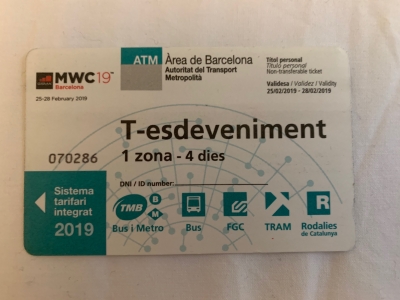 MWC19™
Barcelona
25-28 February 2019
ATM
Àrea de Barcelona
Autoritat del Transport
Metropolità
Títol personal
Título personal
Non-transferable ticket
Validesa / Validez / Validity
25/02/2019 - 28/02/2019
T-esdeveniment
070286
1 zona - 4 dies
DNI / ID number:
Sistema
tarifari
integrat
2019
TMB
B
M
Bus i Metro
Bus
FGC
TRAM
R
Rodalies
de Catalunya